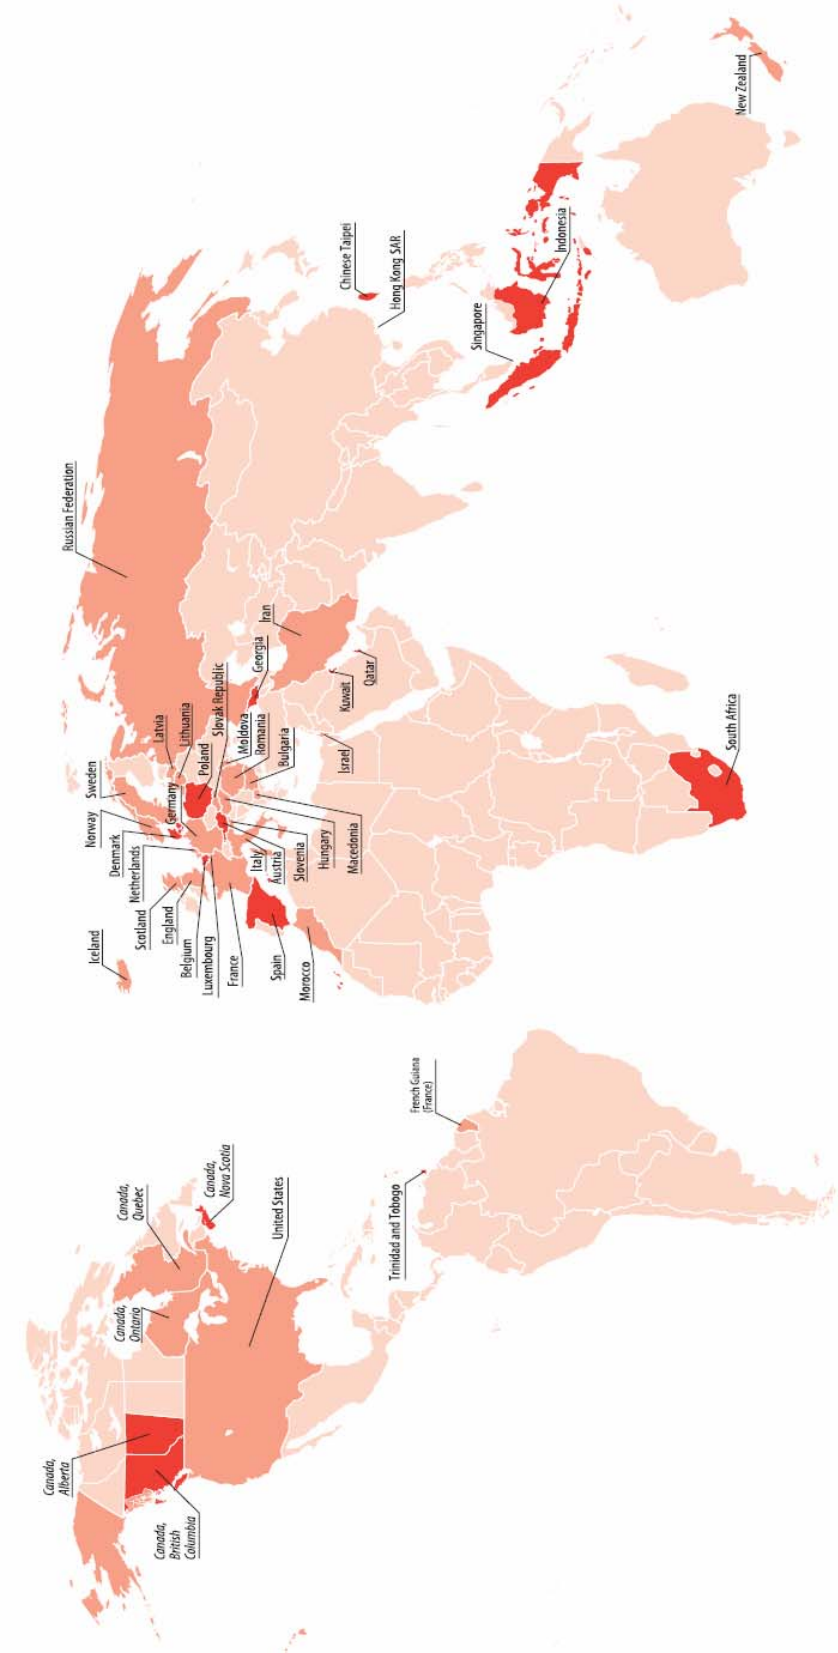 Canada,
Alberta
Canada,
British
Columbia
Canada,
Ontario
Canada,
Quebec
Canada,
Nova Scotia
United States
Trinidad and Tobogo
French Guiana
(France)
Iceland
Scotland
England
Belgium
Luxembourg
France
Spain
Morocco
Norway
Denmark
Netherlands
Sweden
Germany
Latvia
Lithuania
Poland
Slovak Republic
Moldova
Romania
Bulgaria
Italy
Austria
Slovenia
Hungary
Macedonia
Israel
Georgia
Iran
Kuwait
Qatar
Russian Federation
South Africa
Chinese Taipei
Hong Kong SAR
Singapore
Indonesia
New Zealand